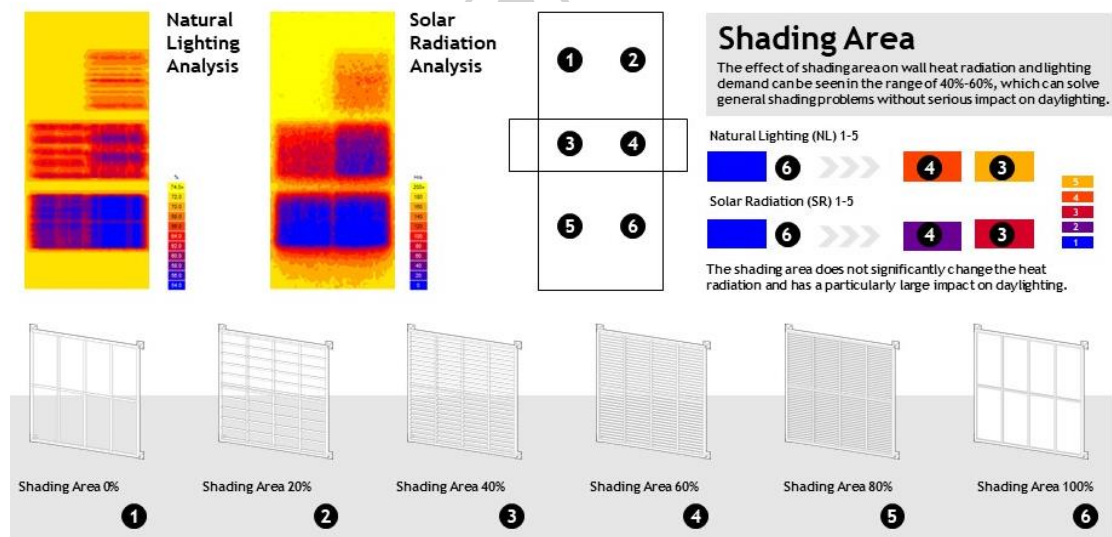 Natural
Lighting
Analysis
Solar
Radiation
Analysis
1 2
3 4
5 6
Shading Area
The effect of shading area on wall heat radiation and lighting
demand can be seen in the range of 40%-60%, which can solve
general shading problems without serious impact on daylighting.
Natural Lighting (NL) 1-5
6 4 3
Solar Radiation (SR) 1-5
6 4 3
5
4
3
2
1
The shading area does not significantly change the heat
radiation and has a particularly large impact on daylighting.
Shading Area 0%
1
Shading Area 20%
2
Shading Area 40%
3
Shading Area 60%
4
Shading Area 80%
5
Shading Area 100%
6